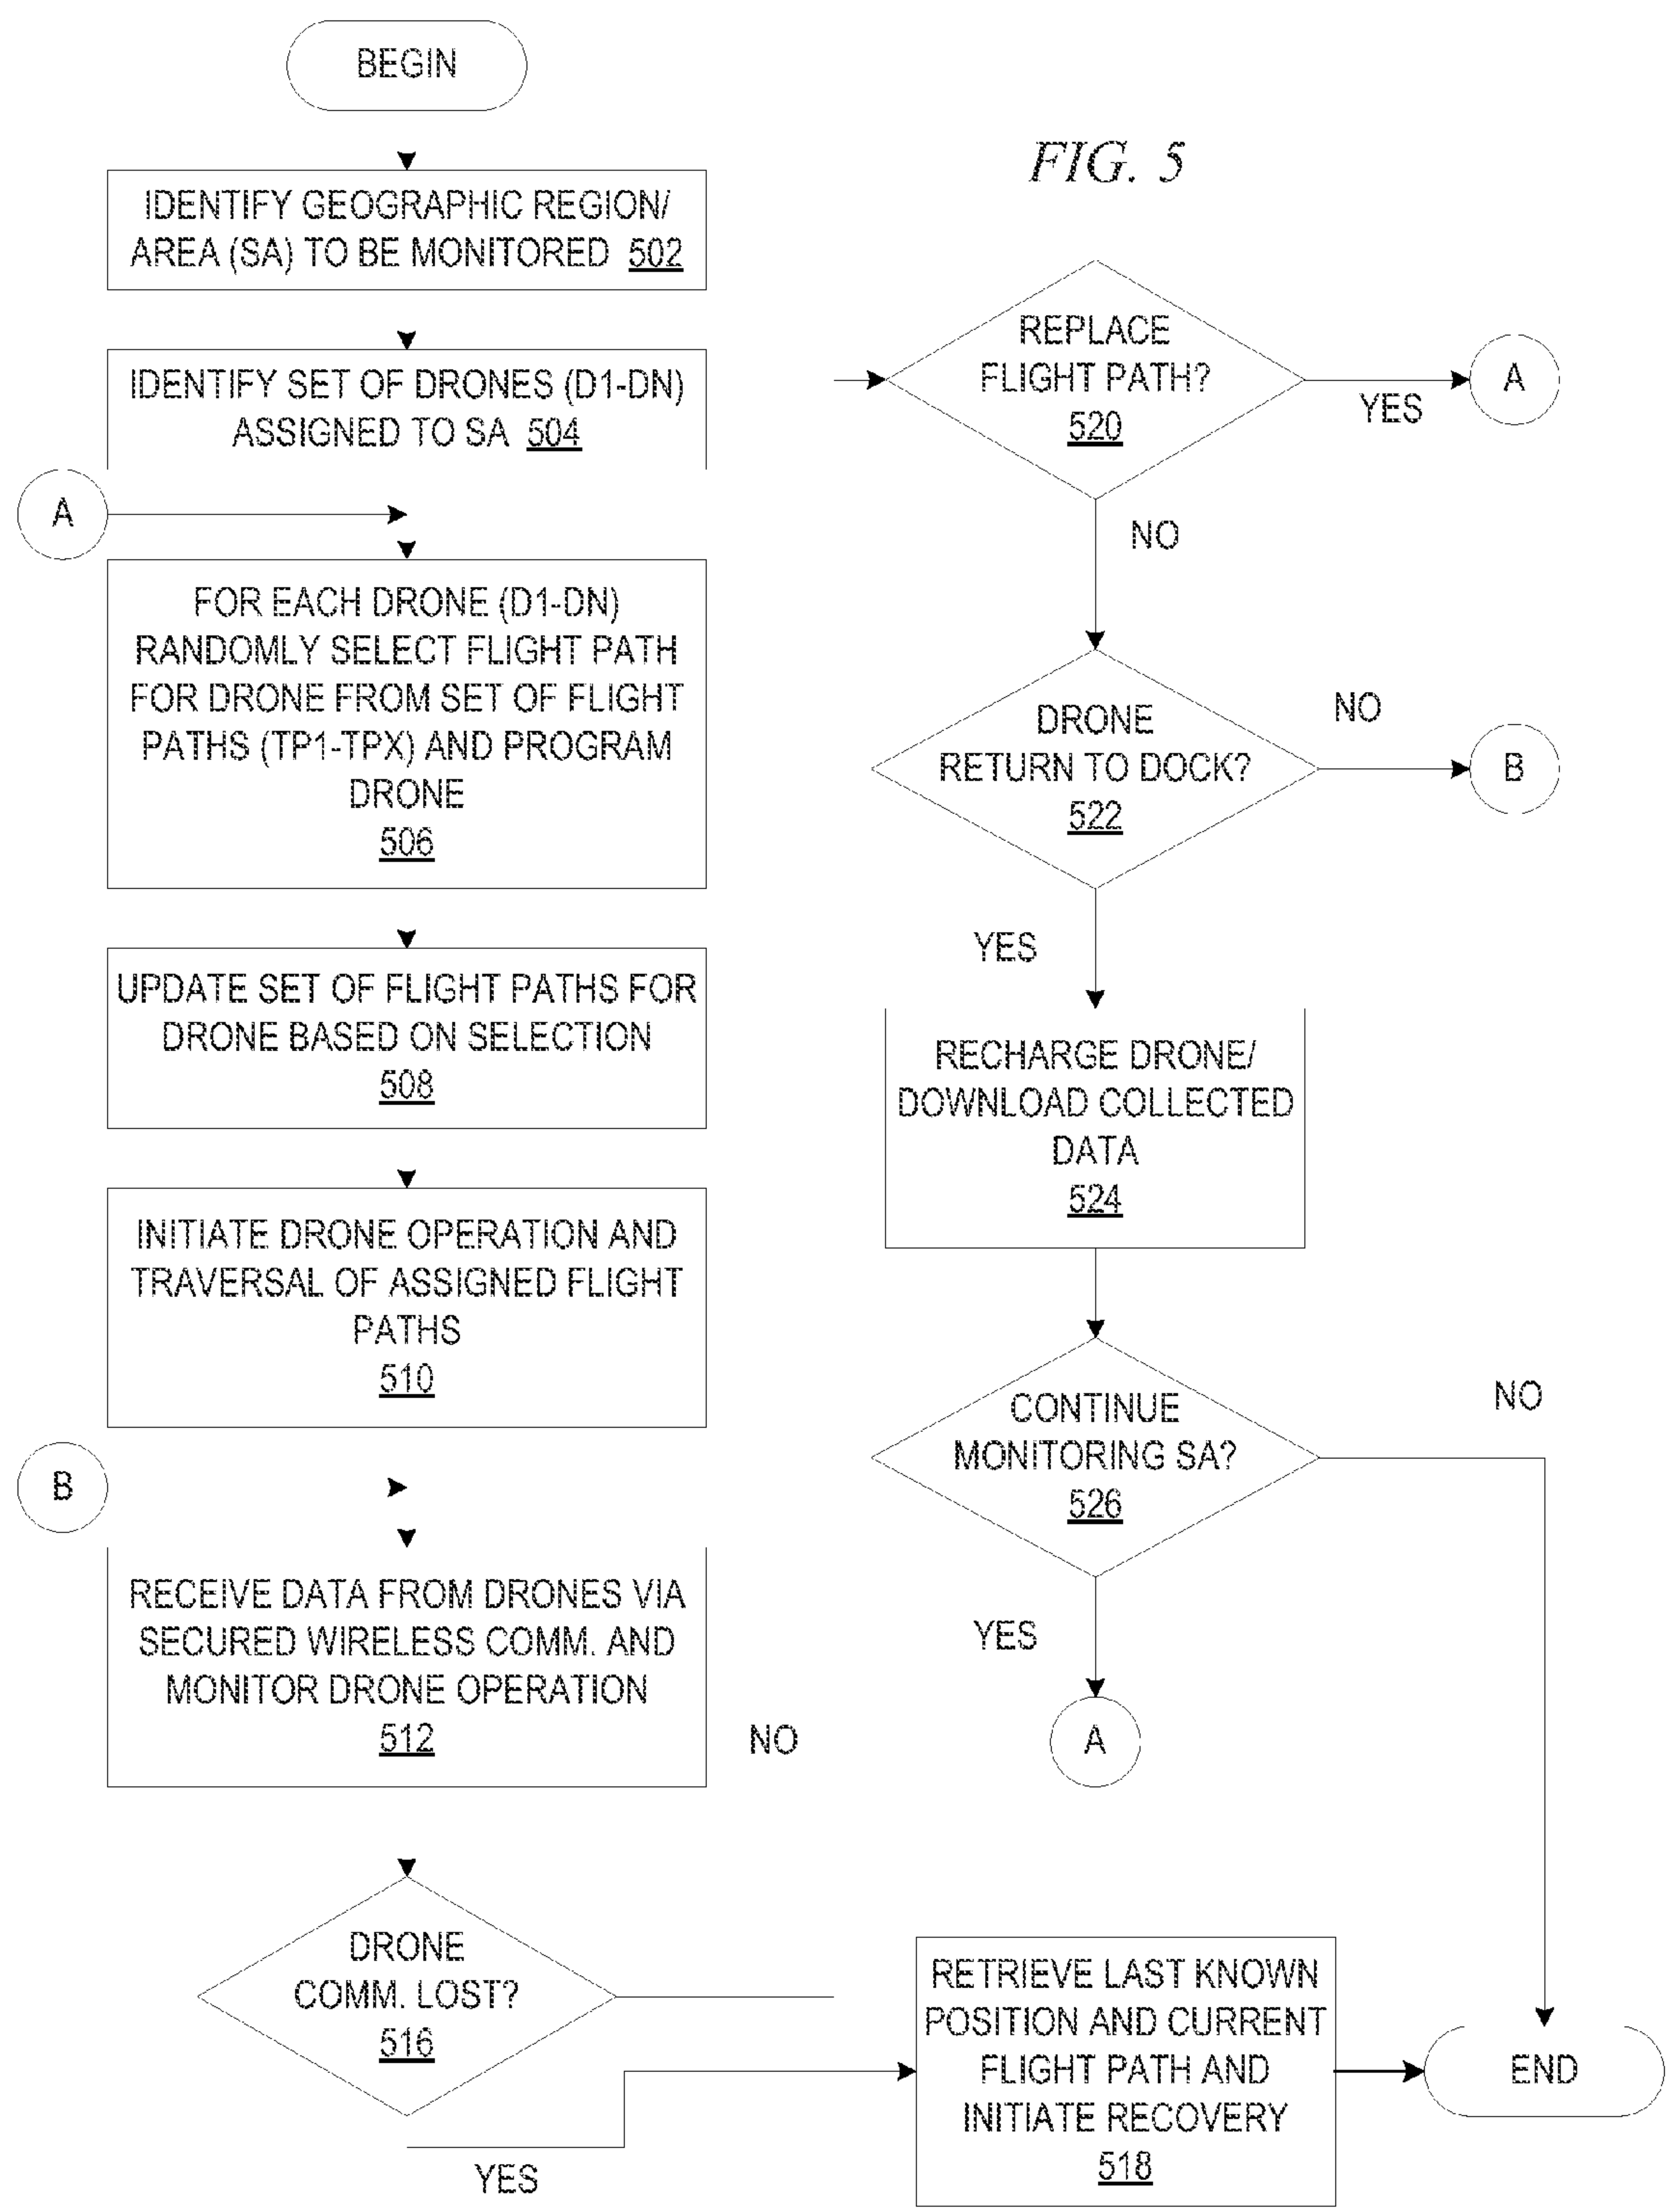 BEGIN
FIG. 5
IDENTIFY GEOGRAPHIC REGION/
AREA (SA) TO BE MONITORED 502
IDENTIFY SET OF DRONES (D1-DN)
ASSIGNED TO SA 504
A
FOR EACH DRONE (D1-DN)
RANDOMLY SELECT FLIGHT PATH
FOR DRONE FROM SET OF FLIGHT
PATHS (TP1-TPX) AND PROGRAM
DRONE
506
UPDATE SET OF FLIGHT PATHS FOR
DRONE BASED ON SELECTION
508
INITIATE DRONE OPERATION AND
TRAVERSAL OF ASSIGNED FLIGHT
PATHS
510
B
RECEIVE DATA FROM DRONES VIA
SECURED WIRELESS COMM. AND
MONITOR DRONE OPERATION
512
NO
DRONE
COMM. LOST?
516
YES
RETRIEVE LAST KNOWN
POSITION AND CURRENT
FLIGHT PATH AND
INITIATE RECOVERY
518
REPLACE
FLIGHT PATH?
520
YES
A
NO
DRONE
RETURN TO DOCK?
522
NO
B
YES
RECHARGE DRONE/
DOWNLOAD COLLECTED
DATA
524
CONTINUE
MONITORING SA?
526
NO
YES
A
END